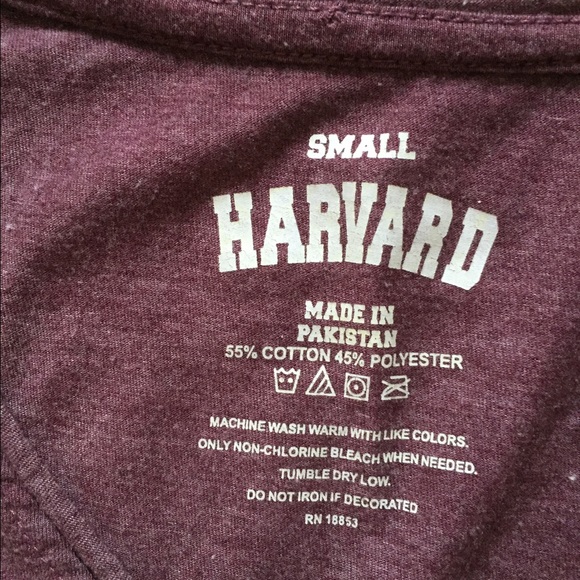 SMALL
HARVARD
MADE IN
PAKISTAN
55% COTTON 45% POLYESTER
MACHINE WASH WARM WITH LIKE COLORS.
ONLY NON-CHLORINE BLEACH WHEN NEEDED.
TUMBLE DRY LOW.
DO NOT IRON IF DECORATED
RN 18853